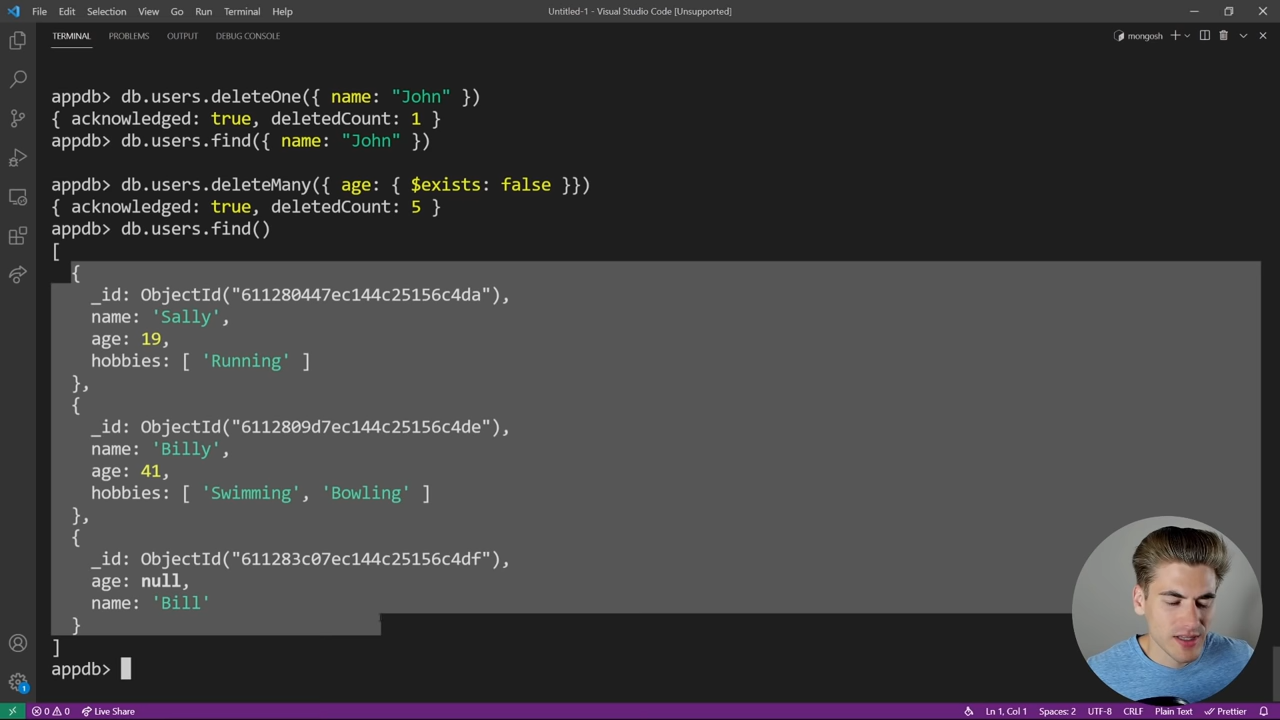 File Edit Selection View Go Run Terminal Help Untitled-1 - Visual Studio Code [Unsupported]
TERMINAL PROBLEMS OUTPUT DEBUG CONSOLE mongosh
appdb> db.users.deleteOne({ name: "John" })
{ acknowledged: true, deletedCount: 1 }
appdb> db.users.find({ name: "John" })
appdb> db.users.deleteMany({ age: { $exists: false }})
{ acknowledged: true, deletedCount: 5 }
appdb> db.users.find()
[
{
_id: ObjectId("611280447ec144c25156c4da"),
name: 'Sally',
age: 19,
hobbies: [ 'Running' ]
},
{
_id: ObjectId("6112809d7ec144c25156c4de"),
name: 'Billy',
age: 41,
hobbies: [ 'Swimming', 'Bowling' ]
},
{
_id: ObjectId("611283c07ec144c25156c4df"),
age: null,
name: 'Bill'
}
]
appdb>
1
0 0 Live Share Ln 1, Col 1 Spaces: 2 UTF-8 CRLF Plain Text Prettier